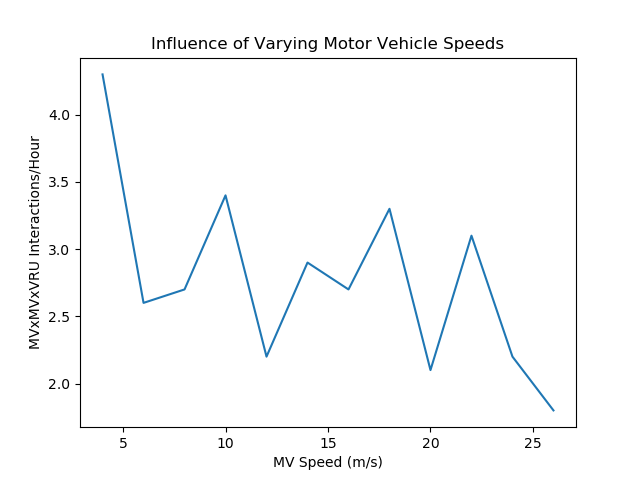 Influence of Varying Motor Vehicle Speeds
MVxMVxVRU Interactions/Hour
4.0
3.5
3.0
2.5
2.0
5 10 15 20 25
MV Speed (m/s)